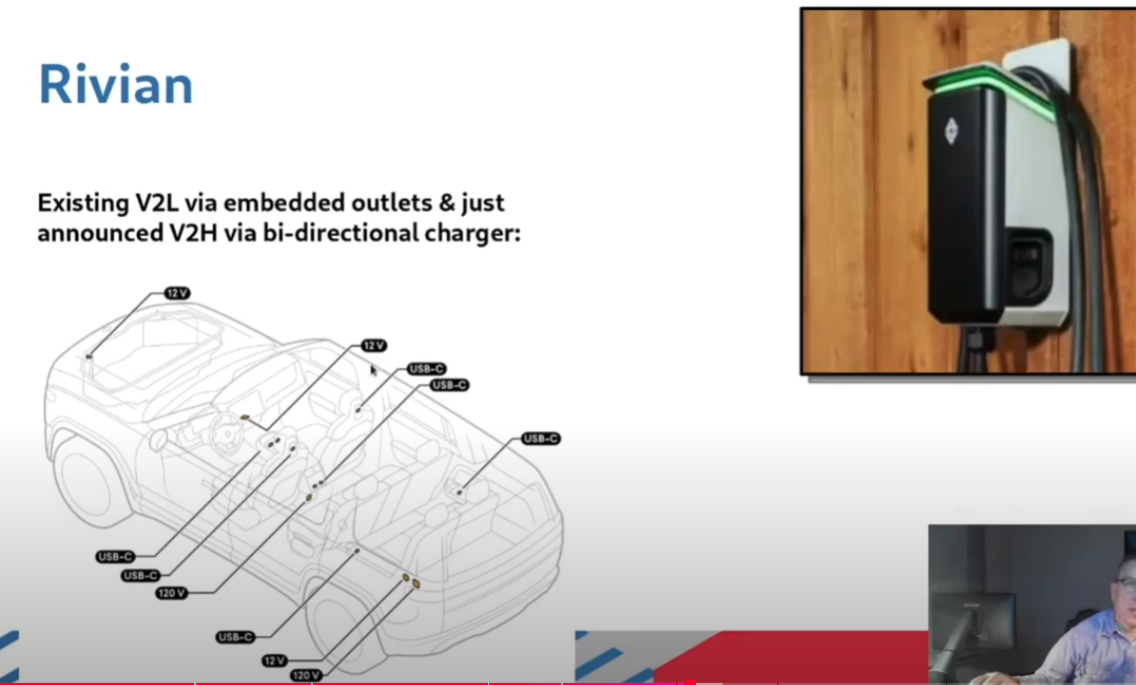 Rivian
Existing V2L via embedded outlets & just
announced V2H via bi-directional charger:
12 V
12 V
USB-C
USB-C
USB-C
USB-C
USB-C
120 V
USB-C
12 V
120 V